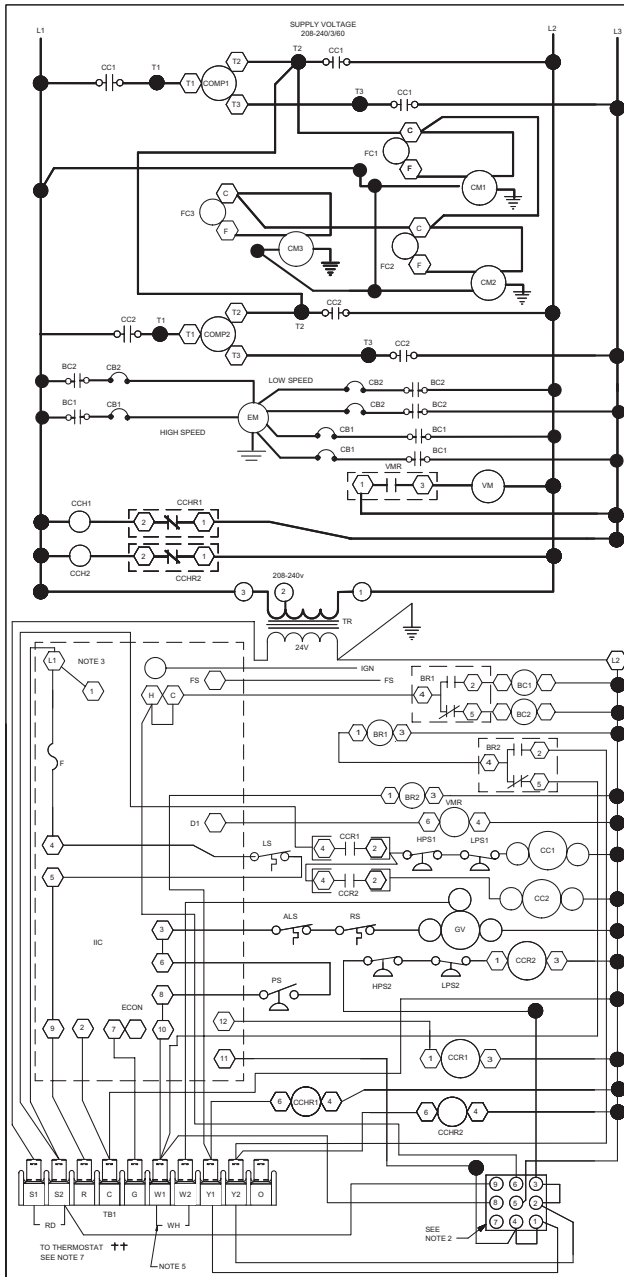 SUPPLY VOLTAGE
208-240/3/60
L1
L2
L3
CC1
T1
T1
COMP1
T2
T3
T2
CC1
T3
CC1
C
FC1
F
CM1
C
FC3
F
CM3
C
FC2
F
CM2
CC2
T1
T1
COMP2
T2
T3
T2
CC2
T3
CC2
BC2
CB2
LOW SPEED
CB2
BC2
BC1
CB1
EM
CB2
BC2
HIGH SPEED
CB1
BC1
CB1
BC1
VMR
1
3
VM
CCH1
CCHR1
2
1
CCH2
2
1
CCHR2
208-240v
3
2
1
TR
24V
L1
NOTE 3
1
IGN
FS
FS
L2
H
C
BR1
4
2
BC1
5
BC2
1
BR1
3
BR2
2
4
5
F
1
BR2
3
VMR
D1
6
4
4
LS
4
CCR1
2
HPS1
LPS1
CC1
5
4
2
CCR2
CC2
3
ALS
RS
GV
IIC
6
1
CCR2
3
8
PS
HPS2
LPS2
ECON
9
2
7
10
12
11
1
CCR1
3
6
CCHR1
4
6
4
CCHR2
S1
S2
R
C
G
W1
W2
Y1
Y2
O
TB1
RD
WH
TO THERMOSTAT ††
SEE NOTE 7
NOTE 5
SEE
NOTE 2
9
6
3
8
5
2
7
4
1